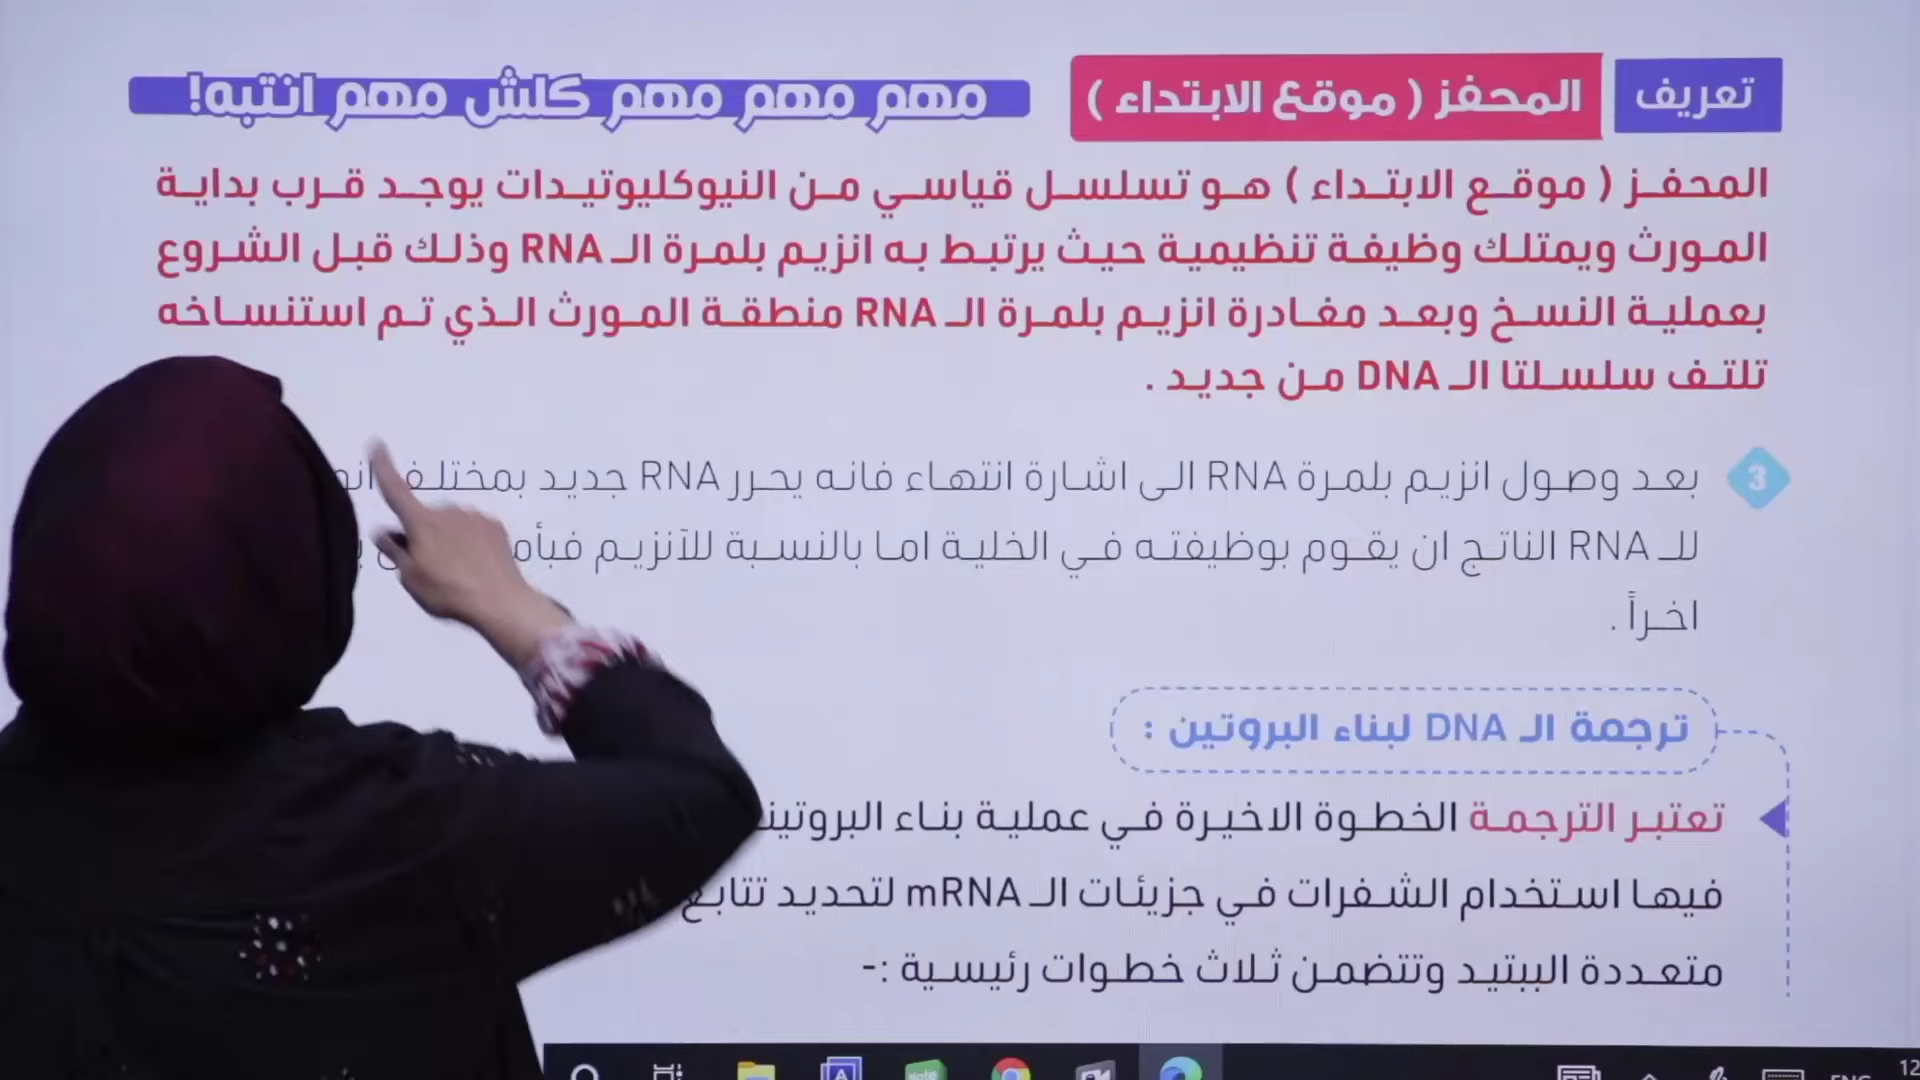 تعريف
المحفز ( موقع الابتداء )
مهم مهم مهم كلش مهم انتبه!
المحفز ( موقع الابتداء ) هو تسلسل قياسي من النيوكليوتيدات يوجد قرب بداية
المورث ويمتلك وظيفة تنظيمية حيث يرتبط به انزيم بلمرة الـ RNA وذلك قبل الشروع
بعملية النسخ وبعد مغادرة انزيم بلمرة الـ RNA منطقة المورث الذي تم استنساخه
تلتف سلسلتا الـ DNA من جديد .
3
بعد وصول انزيم بلمرة RNA الى اشارة انتهاء فانه يحرر RNA جديد بمختلف
للـ RNA الناتج ان يقوم بوظيفته في الخلية اما بالنسبة للآنزيم
اخراً .
ترجمة الـ DNA لبناء البروتين :
تعتبر الترجمة الخطوة الاخيرة في عملية بناء
فيها استخدام الشفرات في جزيئات الـ mRNA لتحديد تتابع
متعددة الببتيد وتتضمن ثلاث خطوات رئيسية :-
Note
ENG
12